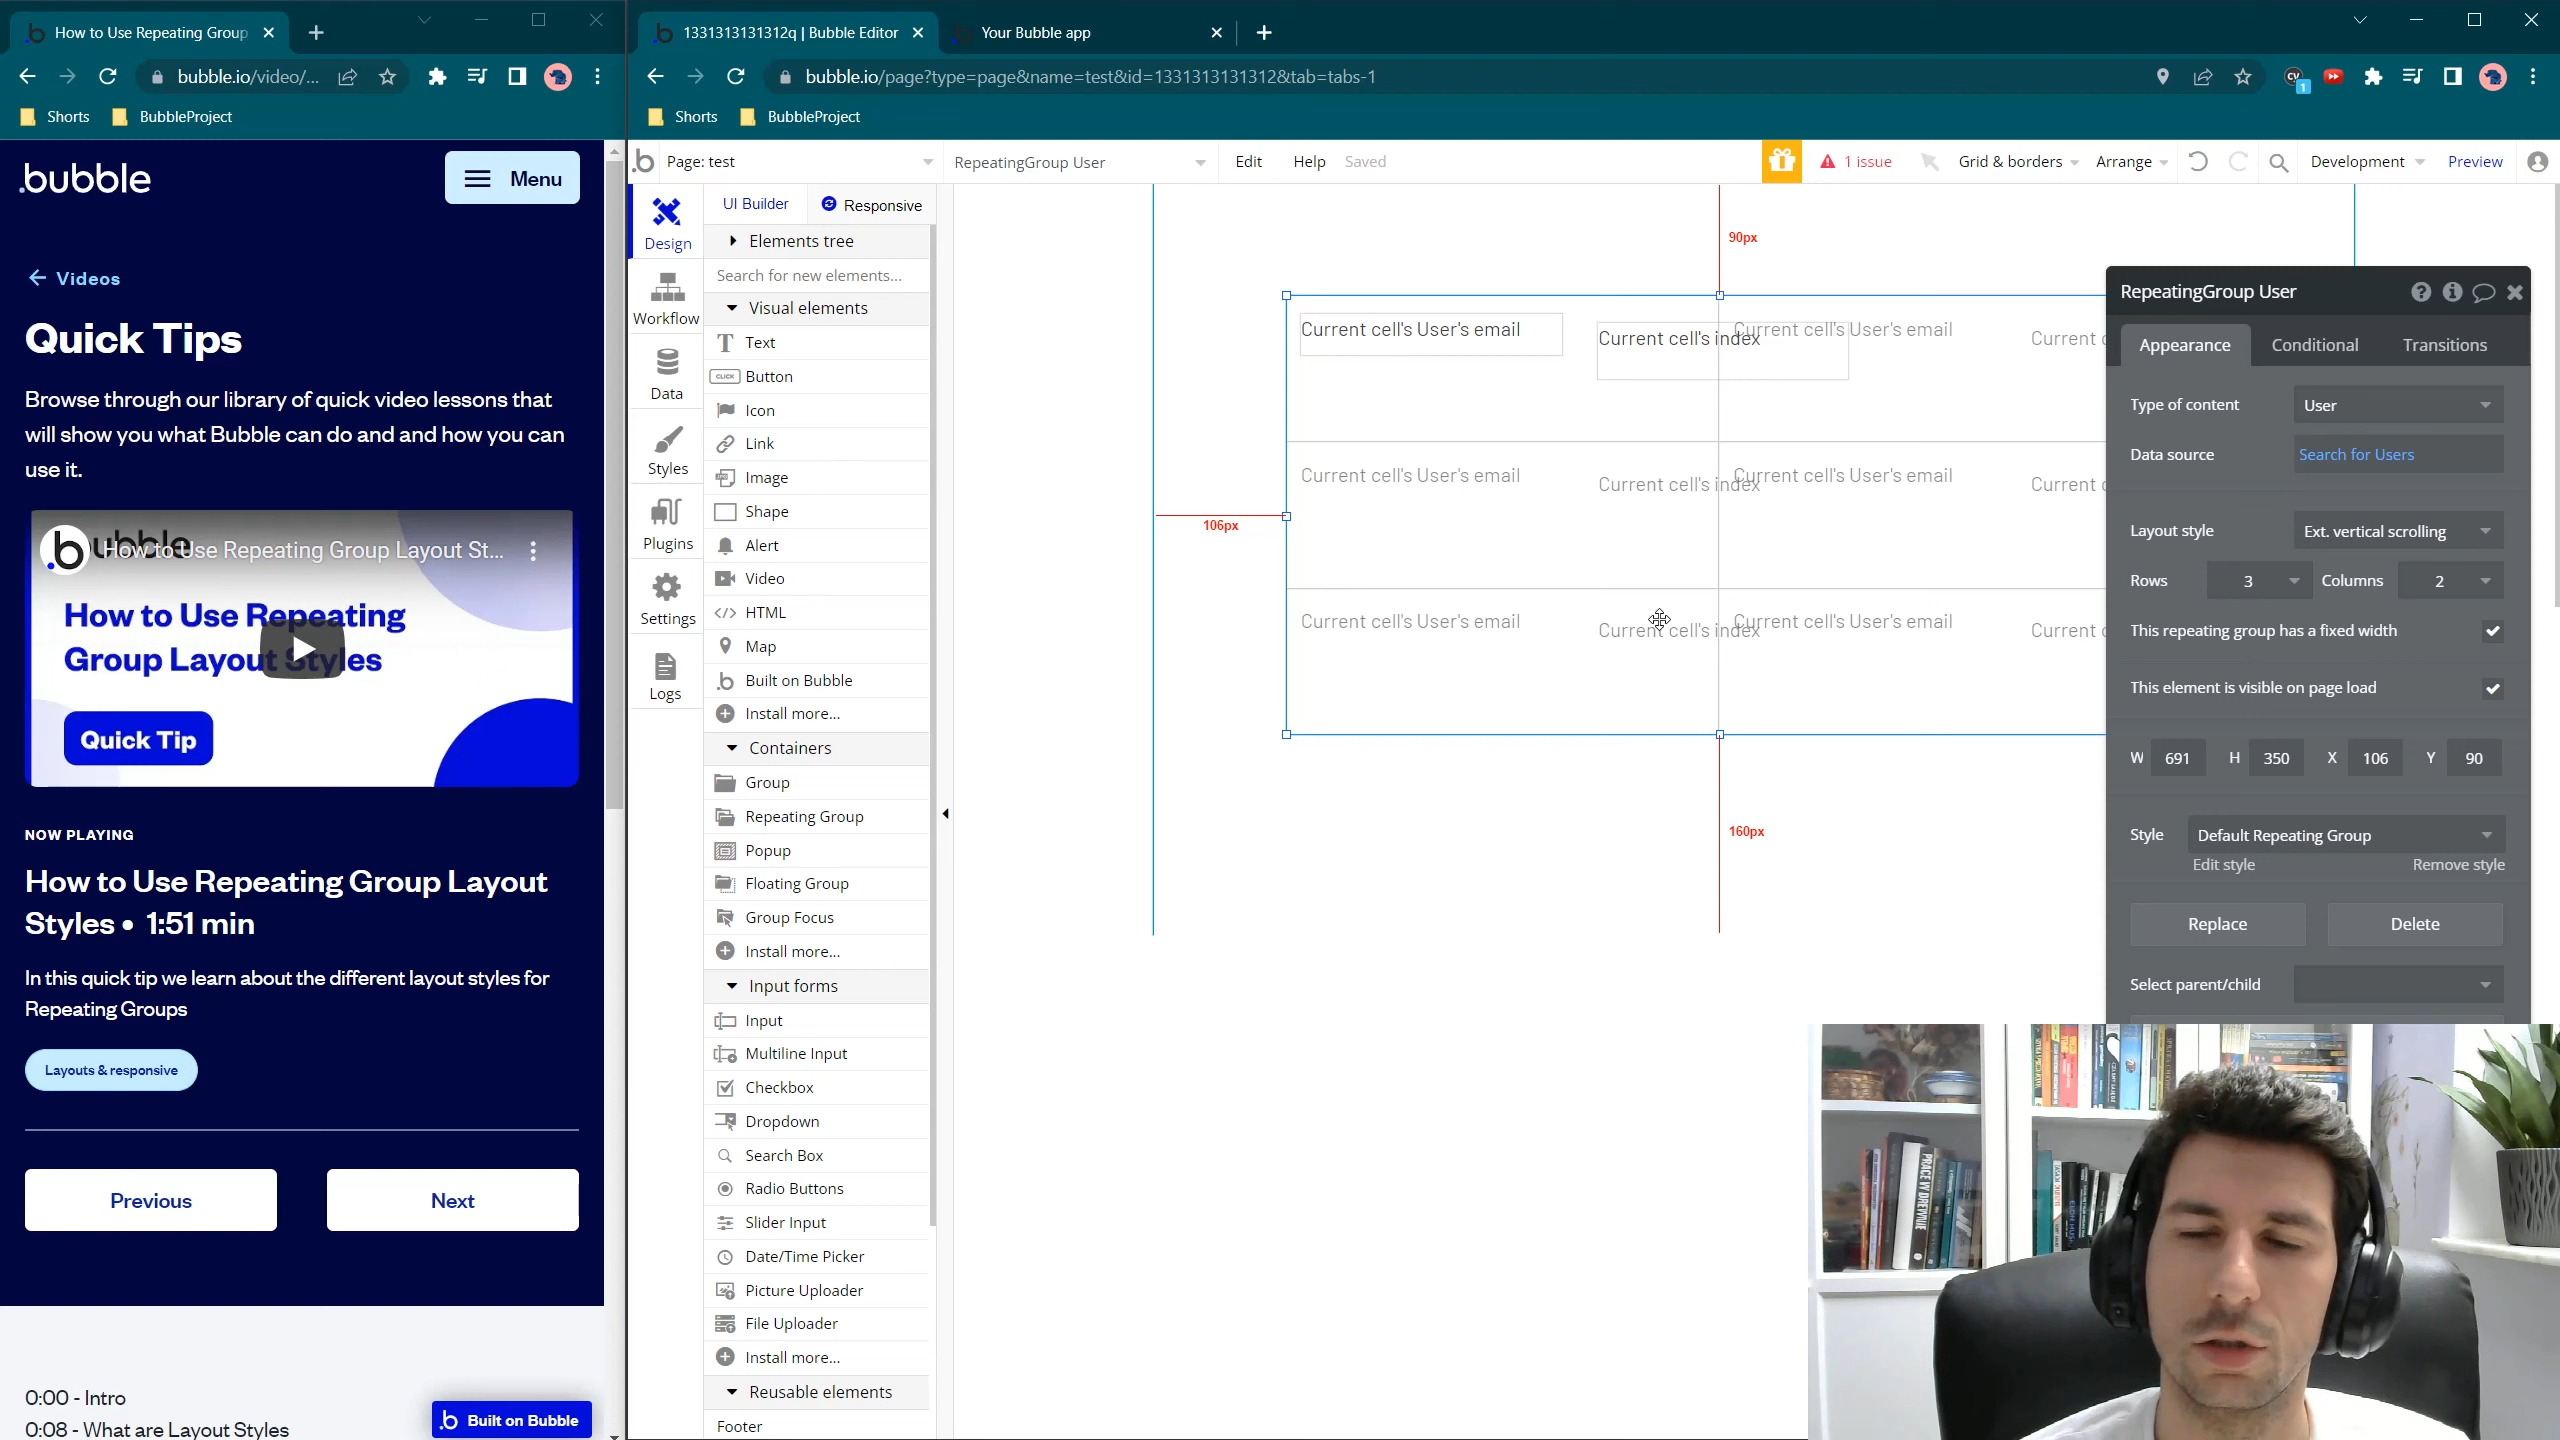 How to Use Repeating Group
bubble.io/video/...
Shorts
BubbleProject
.bubble
Menu
Videos
Quick Tips
Browse through our library of quick video lessons that
will show you what Bubble can do and and how you can
use it.
How to Use Repeating Group Layout St...
How to Use Repeating
Group Layout Styles
Quick Tip
NOW PLAYING
How to Use Repeating Group Layout
Styles • 1:51 min
In this quick tip we learn about the different layout styles for
Repeating Groups
Layouts & responsive
Previous
Next
0:00 - Intro
0:08 - What are Layout Styles
Built on Bubble
1331313131312q | Bubble Editor
Your Bubble app
bubble.io/page?type=page&name=test&id=1331313131312&tab=tabs-1
Shorts
BubbleProject
Page: test
RepeatingGroup User
Edit
Help
Saved
1 issue
Grid & borders
Arrange
Development
Preview
Design
Workflow
Data
Styles
Plugins
Settings
Logs
UI Builder
Responsive
Elements tree
Search for new elements...
Visual elements
Text
CLICK
Button
Icon
Link
Image
Shape
Alert
Video
HTML
Map
Built on Bubble
Install more...
Containers
Group
Repeating Group
Popup
Floating Group
Group Focus
Install more...
Input forms
Input
Multiline Input
Checkbox
Dropdown
Search Box
Radio Buttons
Slider Input
Date/Time Picker
Picture Uploader
File Uploader
Install more...
Reusable elements
Footer
90px
Current cell's User's email
Current cell's index
Current cell's User's email
Current c
Current cell's User's email
Current cell's index
Current cell's User's email
Current c
106px
Current cell's User's email
Current cell's index
Current cell's User's email
Current c
160px
RepeatingGroup User
Appearance
Conditional
Transitions
Type of content
User
Data source
Search for Users
Layout style
Ext. vertical scrolling
Rows
3
Columns
2
This repeating group has a fixed width
This element is visible on page load
W
691
H
350
X
106
Y
90
Style
Default Repeating Group
Edit style
Remove style
Replace
Delete
Select parent/child
PRACE W DREWNIE